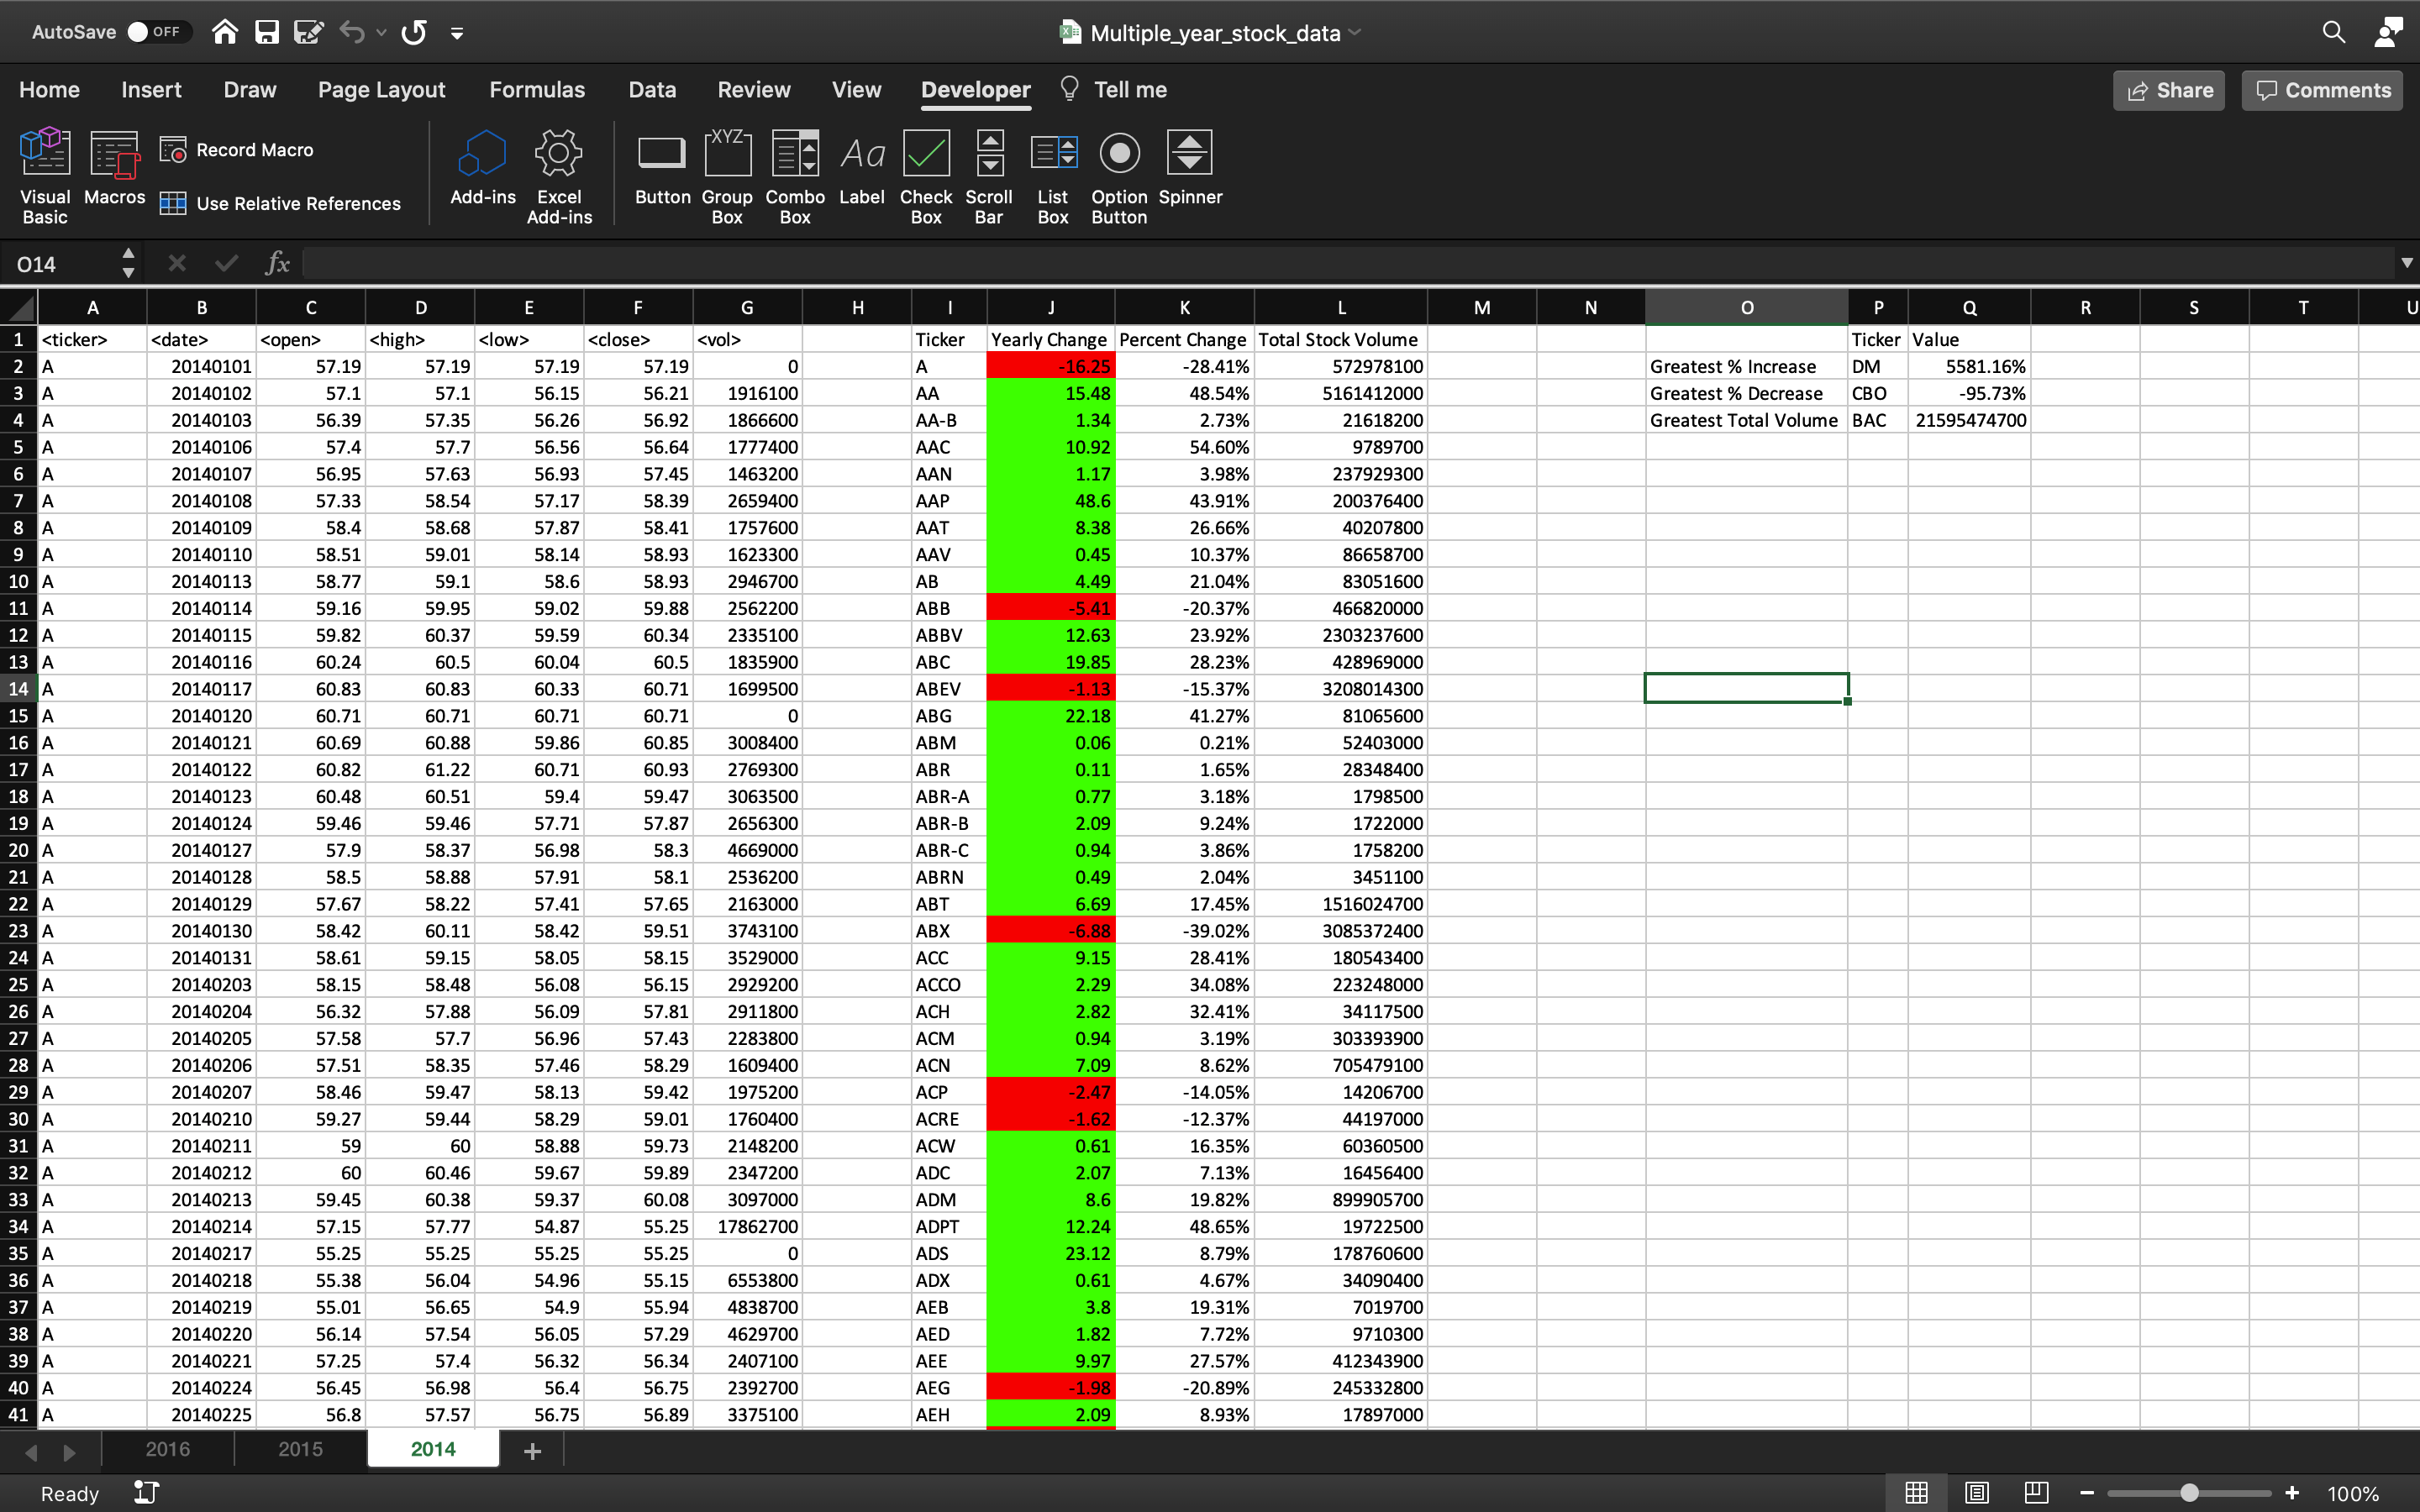 AutoSave OFF Multiple_year_stock_data
Home Insert Draw Page Layout Formulas Data Review View Developer Tell me Share Comments
Visual Basic Macros Record Macro Use Relative References Add-ins Excel Add-ins Button Group Box Combo Box Label Check Box Scroll Bar List Box Option Button Spinner
XYZ Aa
O14 fx
A B C D E F G H I J K L M N O P Q R S T U
1 <ticker> <date> <open> <high> <low> <close> <vol> Ticker Yearly Change Percent Change Total Stock Volume Ticker Value
2 A 20140101 57.19 57.19 57.19 57.19 0 A -16.25 -28.41% 572978100 Greatest % Increase DM 5581.16%
3 A 20140102 57.1 57.1 56.15 56.21 1916100 AA 15.48 48.54% 5161412000 Greatest % Decrease CBO -95.73%
4 A 20140103 56.39 57.35 56.26 56.92 1866600 AA-B 1.34 2.73% 21618200 Greatest Total Volume BAC 21595474700
5 A 20140106 57.4 57.7 56.56 56.64 1777400 AAC 10.92 54.60% 9789700
6 A 20140107 56.95 57.63 56.93 57.45 1463200 AAN 1.17 3.98% 237929300
7 A 20140108 57.33 58.54 57.17 58.39 2659400 AAP 48.6 43.91% 200376400
8 A 20140109 58.4 58.68 57.87 58.41 1757600 AAT 8.38 26.66% 40207800
9 A 20140110 58.51 59.01 58.14 58.93 1623300 AAV 0.45 10.37% 86658700
10 A 20140113 58.77 59.1 58.6 58.93 2946700 AB 4.49 21.04% 83051600
11 A 20140114 59.16 59.95 59.02 59.88 2562200 ABB -5.41 -20.37% 466820000
12 A 20140115 59.82 60.37 59.59 60.34 2335100 ABBV 12.63 23.92% 2303237600
13 A 20140116 60.24 60.5 60.04 60.5 1835900 ABC 19.85 28.23% 428969000
14 A 20140117 60.83 60.83 60.33 60.71 1699500 ABEV -1.13 -15.37% 3208014300
15 A 20140120 60.71 60.71 60.71 60.71 0 ABG 22.18 41.27% 81065600
16 A 20140121 60.69 60.88 59.86 60.85 3008400 ABM 0.06 0.21% 52403000
17 A 20140122 60.82 61.22 60.71 60.93 2769300 ABR 0.11 1.65% 28348400
18 A 20140123 60.48 60.51 59.4 59.47 3063500 ABR-A 0.77 3.18% 1798500
19 A 20140124 59.46 59.46 57.71 57.87 2656300 ABR-B 2.09 9.24% 1722000
20 A 20140127 57.9 58.37 56.98 58.3 4669000 ABR-C 0.94 3.86% 1758200
21 A 20140128 58.5 58.88 57.91 58.1 2536200 ABRN 0.49 2.04% 3451100
22 A 20140129 57.67 58.22 57.41 57.65 2163000 ABT 6.69 17.45% 1516024700
23 A 20140130 58.42 60.11 58.42 59.51 3743100 ABX -6.88 -39.02% 3085372400
24 A 20140131 58.61 59.15 58.05 58.15 3529000 ACC 9.15 28.41% 180543400
25 A 20140203 58.15 58.48 56.08 56.15 2929200 ACCO 2.29 34.08% 223248000
26 A 20140204 56.32 57.88 56.09 57.81 2911800 ACH 2.82 32.41% 34117500
27 A 20140205 57.58 57.7 56.96 57.43 2283800 ACM 0.94 3.19% 303393900
28 A 20140206 57.51 58.35 57.46 58.29 1609400 ACN 7.09 8.62% 705479100
29 A 20140207 58.46 59.47 58.13 59.42 1975200 ACP -2.47 -14.05% 14206700
30 A 20140210 59.27 59.44 58.29 59.01 1760400 ACRE -1.62 -12.37% 44197000
31 A 20140211 59 60 58.88 59.73 2148200 ACW 0.61 16.35% 60360500
32 A 20140212 60 60.46 59.67 59.89 2347200 ADC 2.07 7.13% 16456400
33 A 20140213 59.45 60.38 59.37 60.08 3097000 ADM 8.6 19.82% 899905700
34 A 20140214 57.15 57.77 54.87 55.25 17862700 ADPT 12.24 48.65% 19722500
35 A 20140217 55.25 55.25 55.25 55.25 0 ADS 23.12 8.79% 178760600
36 A 20140218 55.38 56.04 54.96 55.15 6553800 ADX 0.61 4.67% 34090400
37 A 20140219 55.01 56.65 54.9 55.94 4838700 AEB 3.8 19.31% 7019700
38 A 20140220 56.14 57.54 56.05 57.29 4629700 AED 1.82 7.72% 9710300
39 A 20140221 57.25 57.4 56.32 56.34 2407100 AEE 9.97 27.57% 412343900
40 A 20140224 56.45 56.98 56.4 56.75 2392700 AEG -1.98 -20.89% 245332800
41 A 20140225 56.8 57.57 56.75 56.89 3375100 AEH 2.09 8.93% 17897000
2016 2015 2014 +
Ready 100%